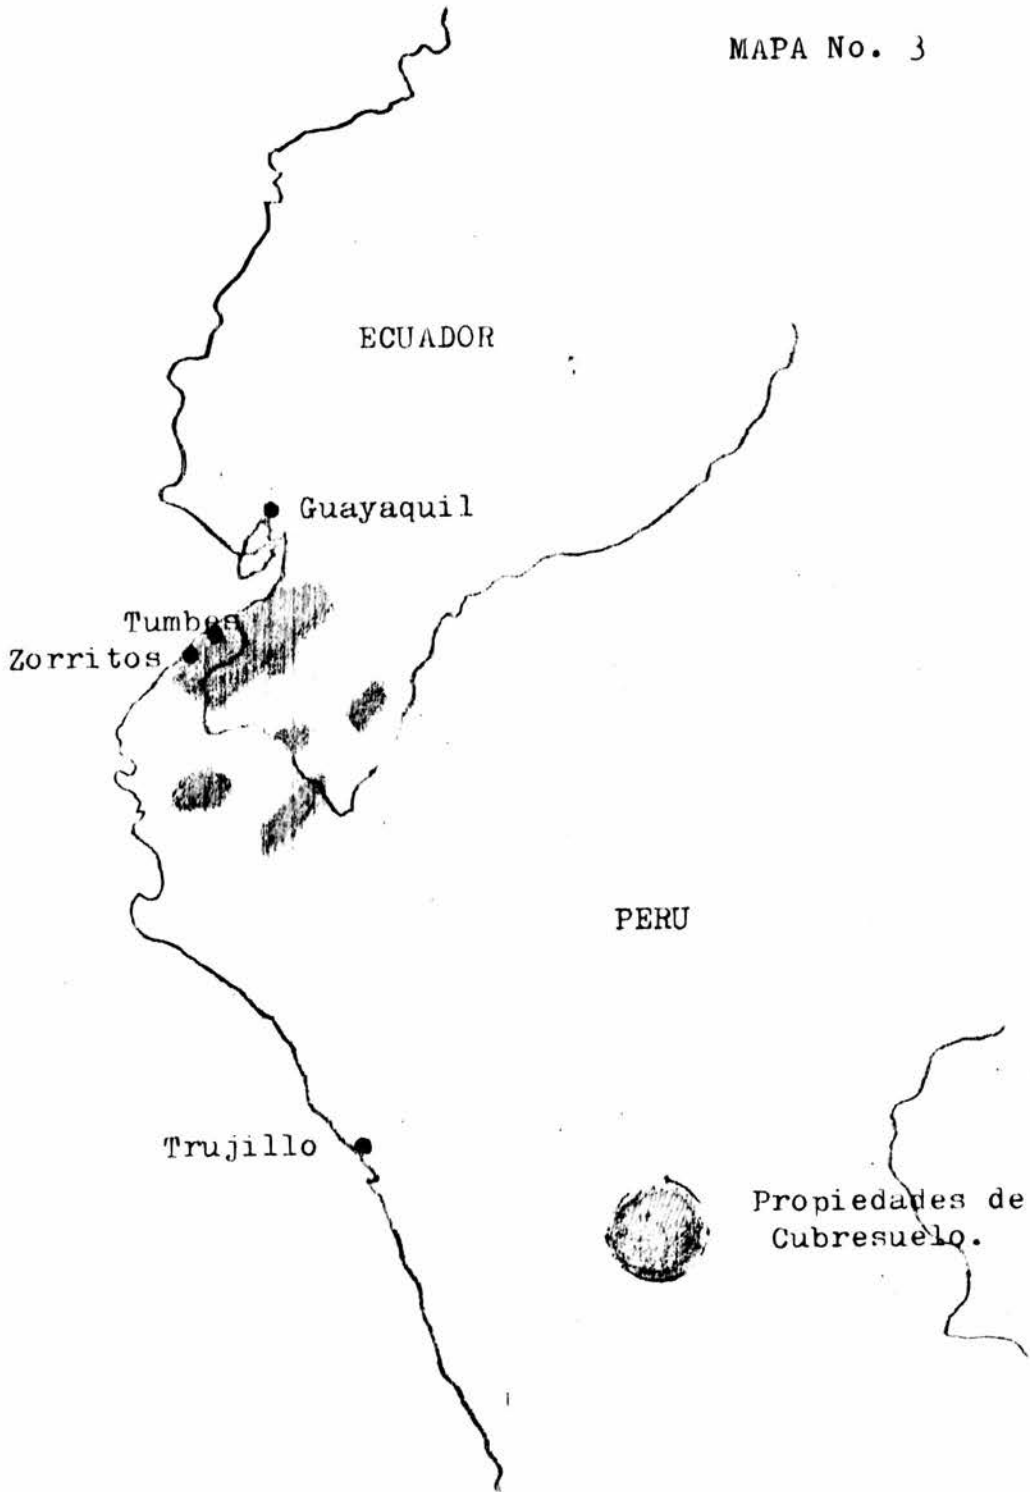 MAPA No. 3
ECUADOR
Guayaquil
Tumbes
Zorritos
PERU
Trujillo
Propiedades de
Cubresuelo.